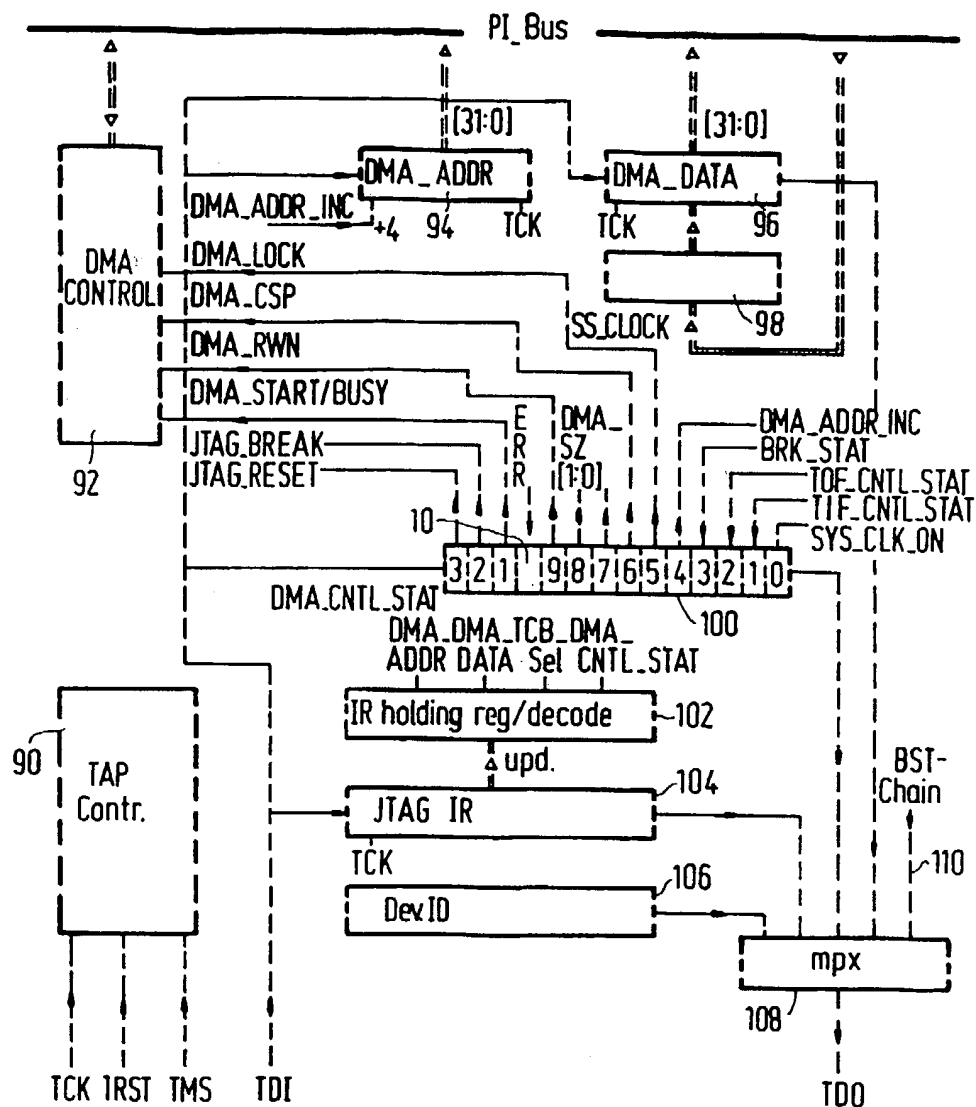 PI_Bus
[31:0]
[31:0]
DMA_ADDR
DMA_DATA
DMA_ADDR_INC
+4
94
TCK
TCK
96
DMA
CONTROL
DMA_LOCK
DMA_CSP
SS_CLOCK
98
DMA_RWN
DMA_START/BUSY
92
JTAG_BREAK
JTAG_RESET
E
R
R
DMA_
SZ
[1:0]
DMA_ADDR_INC
BRK_STAT
TOF_CNTL_STAT
TIF_CNTL_STAT
SYS_CLK_ON
10
3 2 1 9 8 7 6 5 4 3 2 1 0
DMA_CNTL_STAT
100
DMA_DMA_TCB_DMA_
ADDR DATA Sel CNTL_STAT
IR holding reg/decode
102
90
TAP
Contr.
upd.
JTAG IR
104
TCK
BST-
Chain
110
Dev.ID
106
mpx
108
TCK TRST TMS TDI
TDO